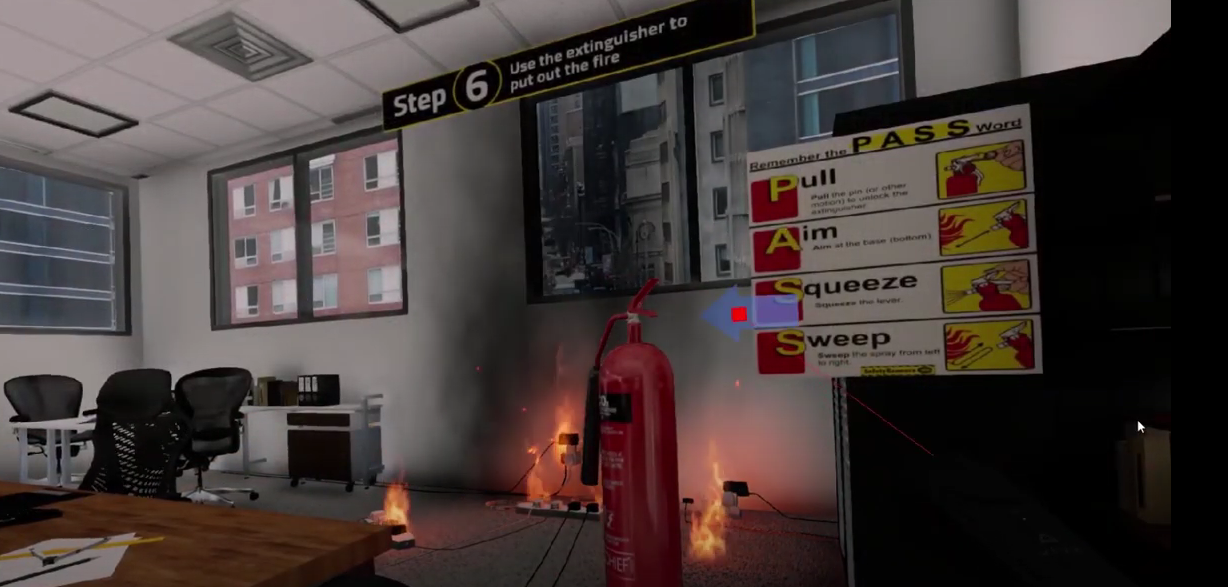 Step 6
Use the extinguisher to
put out the fire
Remember the PASS Word
Pull
Pull the pin (or other
motion) to unlock the
extinguisher.
Aim
Aim at the base (bottom)
Squeeze
Squeeze the lever.
Sweep
Sweep the spray from left
to right.
CHIEF